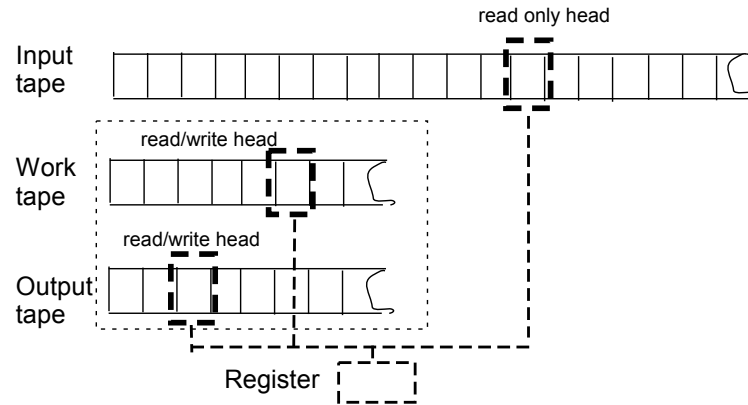 read only head
Input
tape
read/write head
Work
tape
read/write head
Output
tape
Register